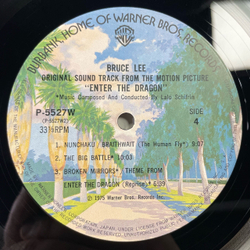 BURBANK, HOME OF WARNER BROS. RECORDS
BRUCE LEE
ORIGINAL SOUND TRACK FROM THE MOTION PICTURE
"ENTER THE DRAGON"
*Music Composed And Conducted By Lalo Schifrin
P-5527W
(P-5527W2)
33⅓RPM
SIDE
4
1. NUNCHAKU / BRAITHWAIT (The Human Fly) 9:07
2. THE BIG BATTLE*
3. BROKEN MIRRORS* / THEME FROM
ENTER THE DRAGON (Reprise)* 6:39
℗ 1975 Warner Bros. Records Inc.